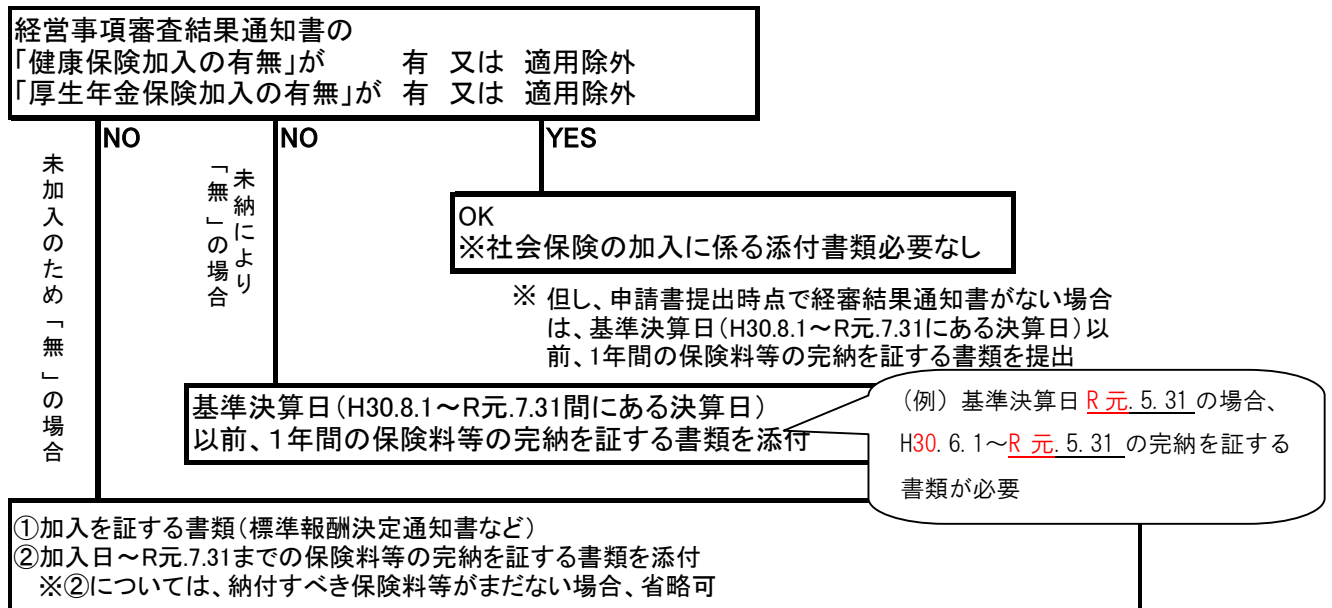 経営事項審査結果通知書の
「健康保険加入の有無」が　有　又は　適用除外
「厚生年金保険加入の有無」が　有　又は　適用除外
NO
NO
YES
未加入のため「無」の場合
未納により
「無」の場合
OK
※社会保険の加入に係る添付書類必要なし
※ 但し、申請書提出時点で経審結果通知書がない場合
は、基準決算日（H30.8.1～R元.7.31にある決算日）以
前、1年間の保険料等の完納を証する書類を提出
基準決算日（H30.8.1～R元.7.31間にある決算日）
以前、１年間の保険料等の完納を証する書類を添付
（例）基準決算日 R元.5.31 の場合、
H30.6.1～R 元.5.31 の完納を証する
書類が必要
①加入を証する書類（標準報酬決定通知書など）
②加入日～R元.7.31までの保険料等の完納を証する書類を添付
※②については、納付すべき保険料等がまだない場合、省略可